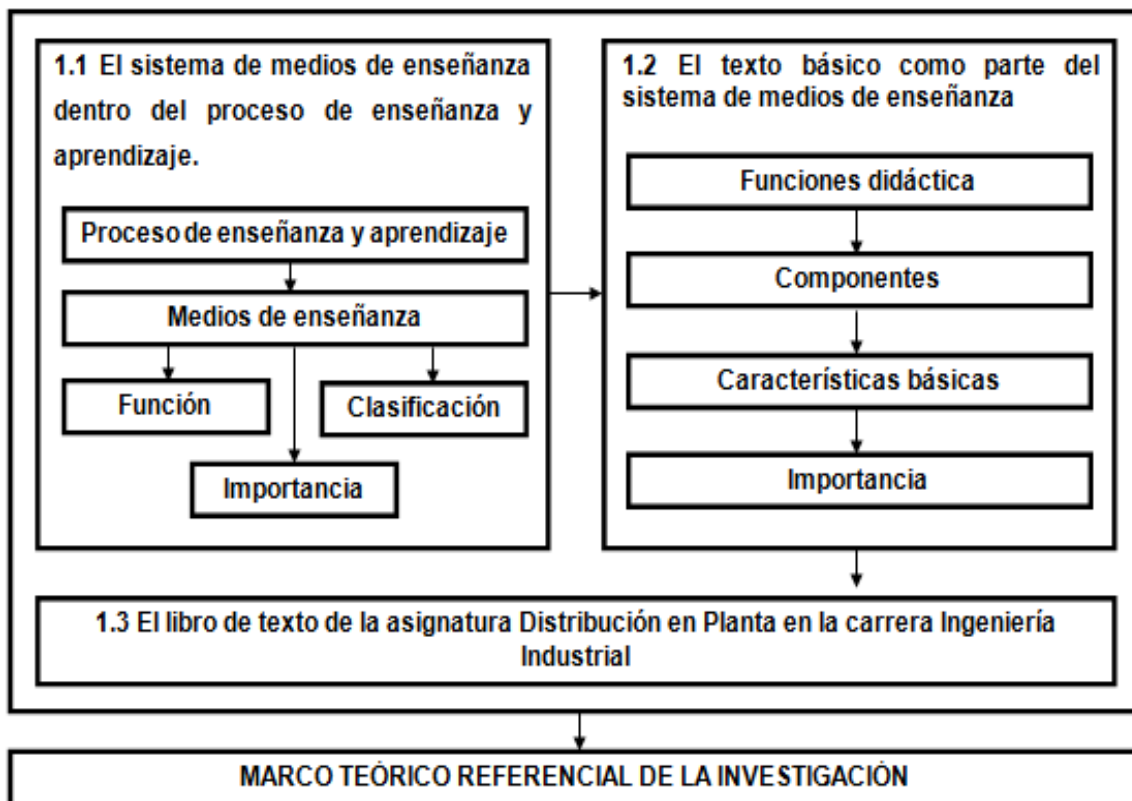 1.1 El sistema de medios de enseñanza
dentro del proceso de enseñanza y
aprendizaje.
Proceso de enseñanza y aprendizaje
Medios de enseñanza
Función
Clasificación
Importancia
1.2 El texto básico como parte del
sistema de medios de enseñanza
Funciones didáctica
Componentes
Características básicas
Importancia
1.3 El libro de texto de la asignatura Distribución en Planta en la carrera Ingeniería
Industrial
MARCO TEÓRICO REFERENCIAL DE LA INVESTIGACIÓN